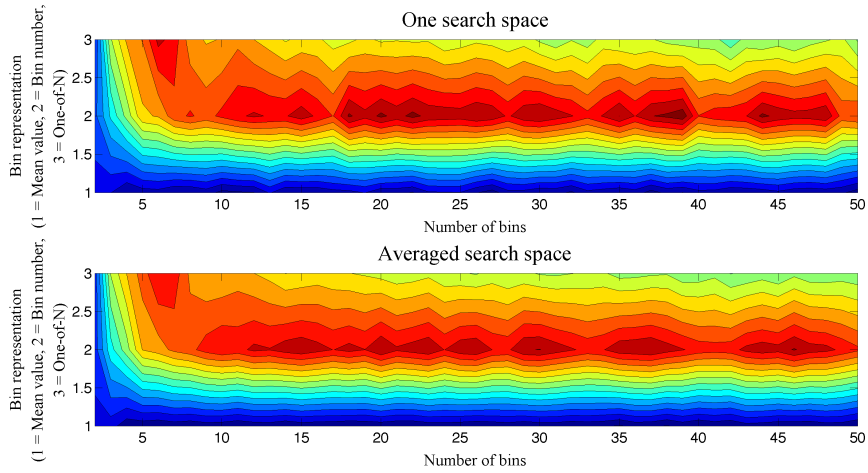 One search space
Bin representation
(1 = Mean value, 2 = Bin number,
3 = One-of-N)
3
2.5
2
1.5
1
5 10 15 20 25 30 35 40 45 50
Number of bins
Averaged search space
Bin representation
(1 = Mean value, 2 = Bin number,
3 = One-of-N)
3
2.5
2
1.5
1
5 10 15 20 25 30 35 40 45 50
Number of bins